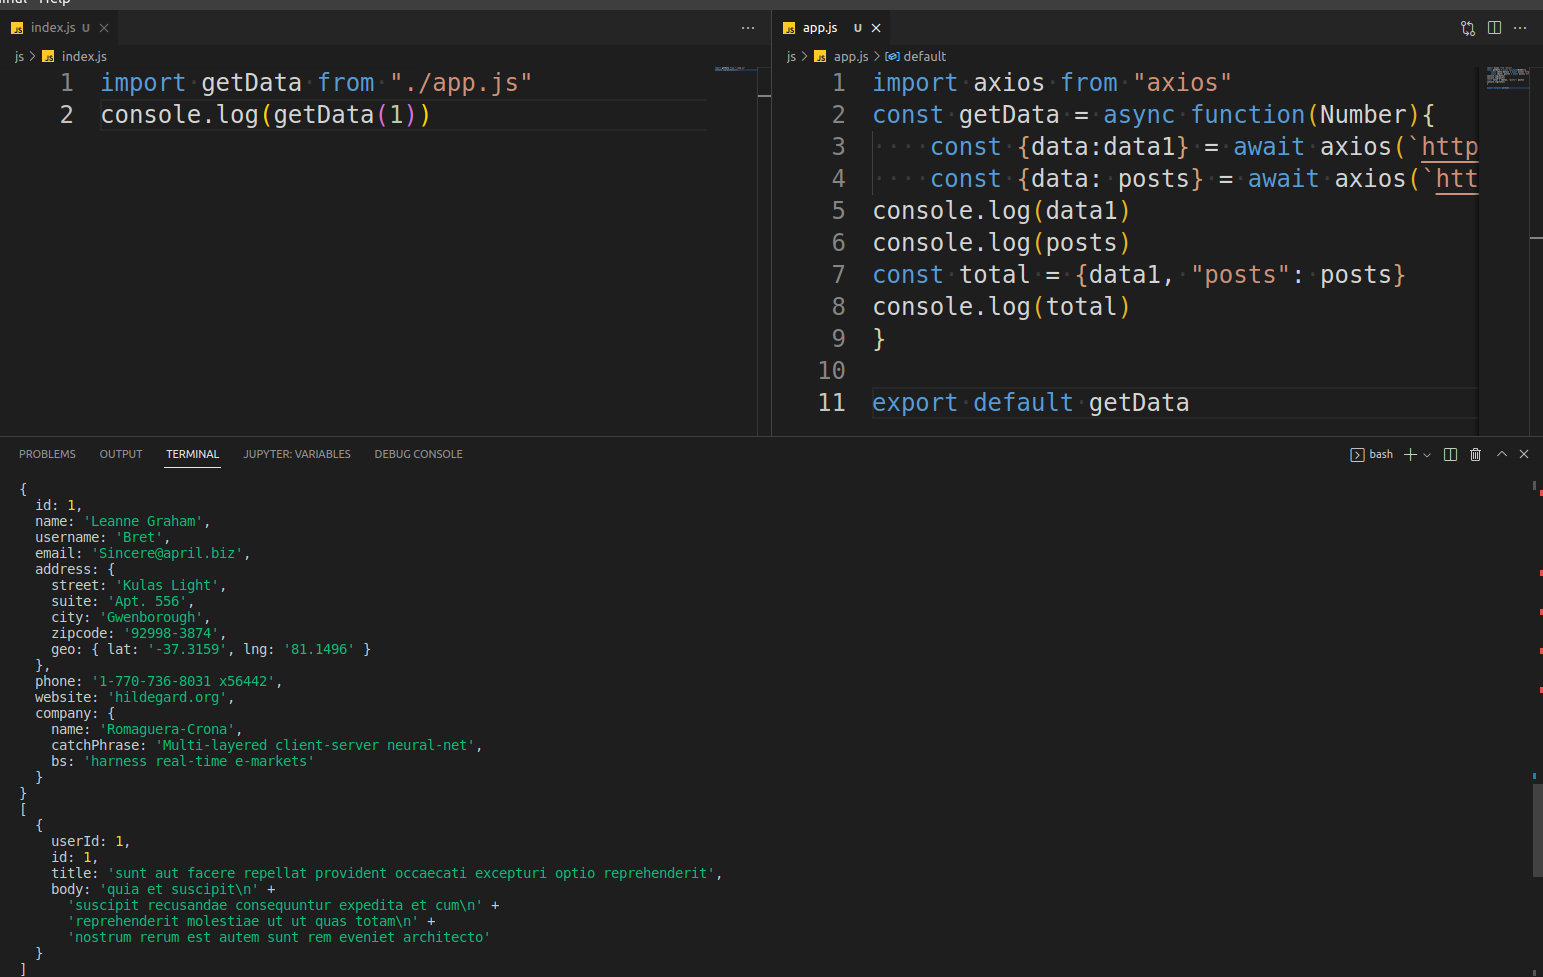 Help
index.js U
app.js U
js > index.js
js > app.js > default
1 import getData from "./app.js"
2 console.log(getData(1))
1 import axios from "axios"
2 const getData = async function(Number){
3 const {data:data1} = await axios(`http
4 const {data: posts} = await axios(`htt
5 console.log(data1)
6 console.log(posts)
7 const total = {data1, "posts": posts}
8 console.log(total)
9 }
10
11 export default getData
PROBLEMS OUTPUT TERMINAL JUPYTER: VARIABLES DEBUG CONSOLE
bash
{
id: 1,
name: 'Leanne Graham',
username: 'Bret',
email: 'Sincere@april.biz',
address: {
street: 'Kulas Light',
suite: 'Apt. 556',
city: 'Gwenborough',
zipcode: '92998-3874',
geo: { lat: '-37.3159', lng: '81.1496' }
},
phone: '1-770-736-8031 x56442',
website: 'hildegard.org',
company: {
name: 'Romaguera-Crona',
catchPhrase: 'Multi-layered client-server neural-net',
bs: 'harness real-time e-markets'
}
}
[
{
userId: 1,
id: 1,
title: 'sunt aut facere repellat provident occaecati excepturi optio reprehenderit',
body: 'quia et suscipit\n' +
'suscipit recusandae consequuntur expedita et cum\n' +
'reprehenderit molestiae ut ut quas totam\n' +
'nostrum rerum est autem sunt rem eveniet architecto'
}
]